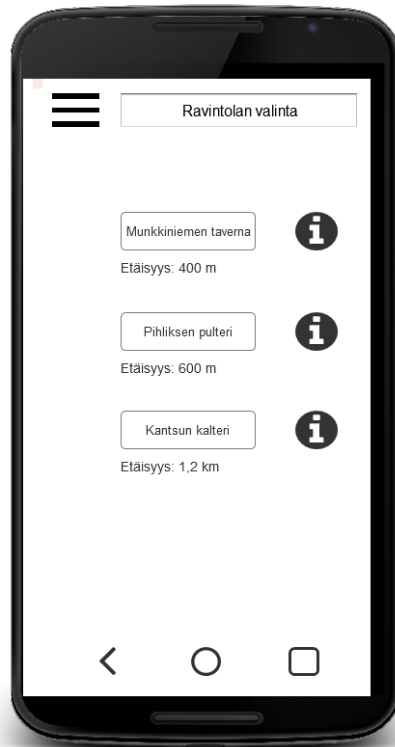 Ravintolan valinta
Munkkiniemen taverna
Etäisyys: 400 m
Pihliksen pulteri
Etäisyys: 600 m
Kantsun kalteri
Etäisyys: 1,2 km